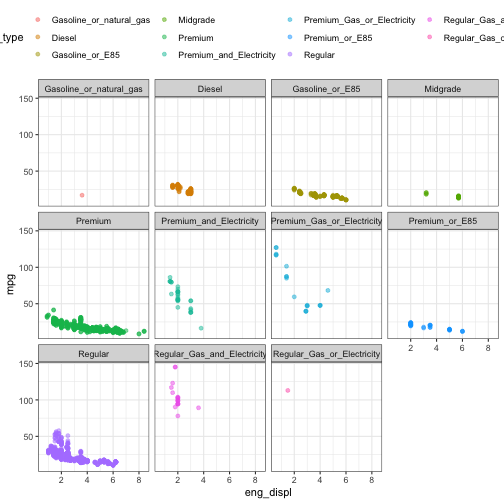 _type
Gasoline_or_natural_gas
Midgrade
Premium_Gas_or_Electricity
Regular_Gas_a
Diesel
Premium
Premium_or_E85
Regular_Gas_o
Gasoline_or_E85
Premium_and_Electricity
Regular
Gasoline_or_natural_gas
Diesel
Gasoline_or_E85
Midgrade
150
100
50
Premium
Premium_and_Electricity
Premium_Gas_or_Electricity
Premium_or_E85
150
100
50
mpg
2 4 6 8
Regular
Regular_Gas_and_Electricity
Regular_Gas_or_Electricity
150
100
50
2 4 6 8 2 4 6 8 2 4 6 8
eng_displ